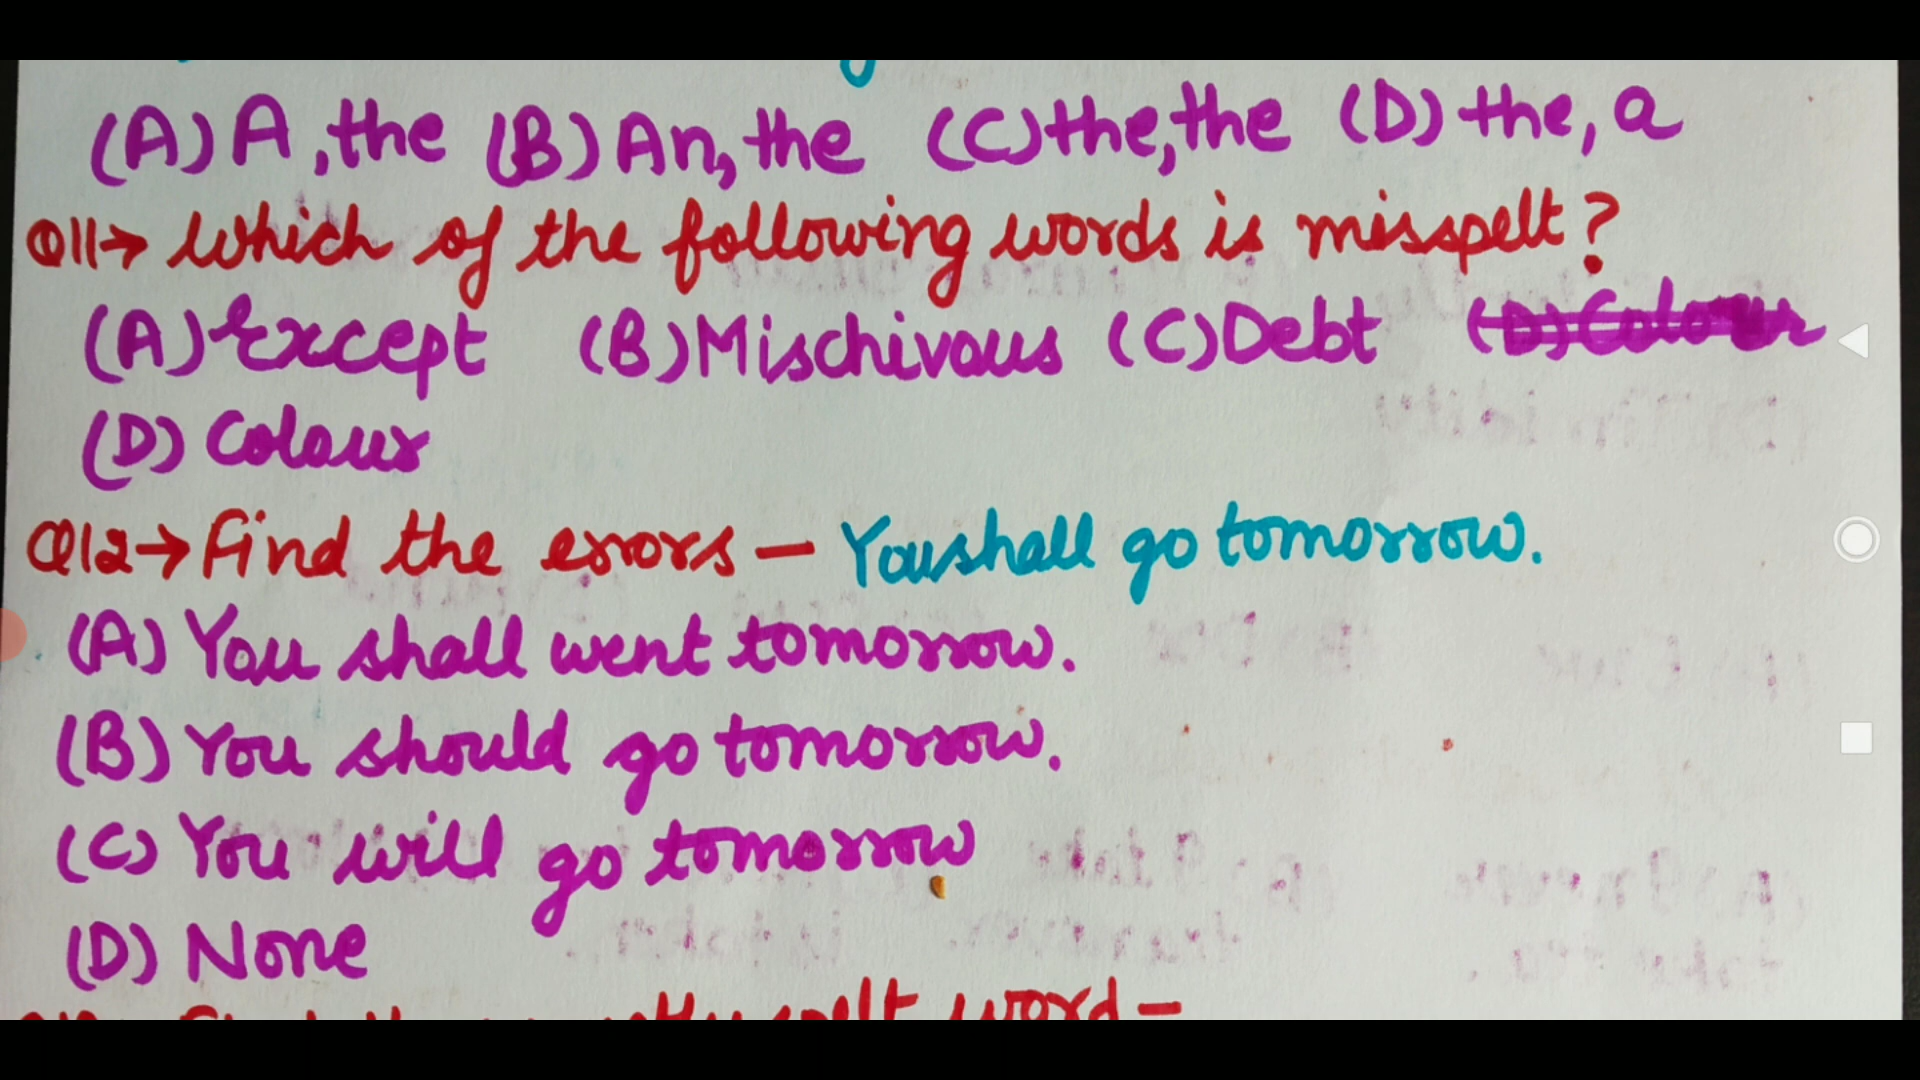 (A) A, the (B) An, the (C) the, the (D) the, a
Q11→ Which of the following words is misspelt?
(A) Except (B) Mischivous (C) Debt (D) Colour
(D) Colour
Q12→ Find the errors — You shall go tomorrow.
(A) You shall went tomorrow.
(B) You should go tomorrow.
(C) You will go tomorrow
(D) None
spelt word —